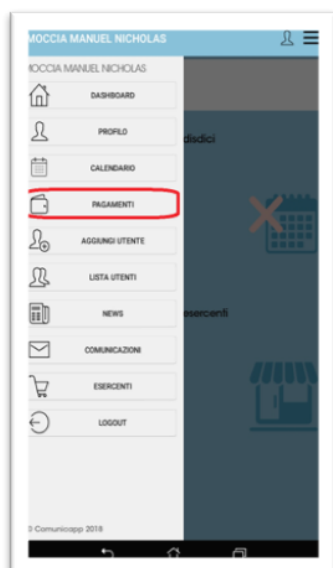 MOCCIA MANUEL NICHOLAS
MOCCIA MANUEL NICHOLAS
DASHBOARD
PROFILO
disdici
CALENDARIO
PAGAMENTI
AGGIUNGI UTENTE
LISTA UTENTI
NEWS
esercenti
COMUNICAZIONI
ESERCENTI
LOGOUT
© Comunicapp 2018